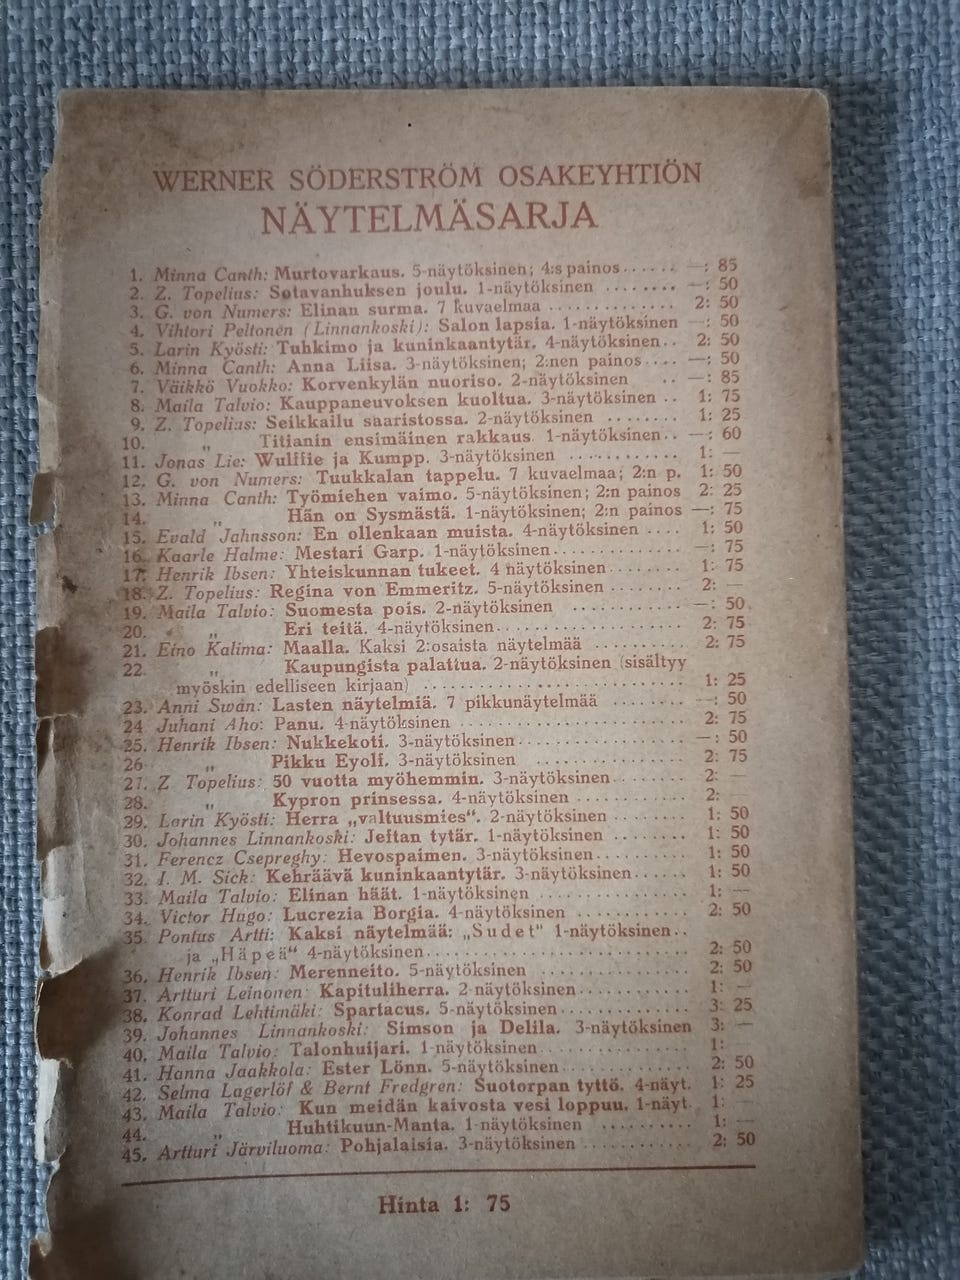 WERNER SÖDERSTRÖM OSAKEYHTIÖN
NÄYTELMÄSARJA
1. Minna Canth: Murtovarkaus. 5-näytöksinen; 4:s painos ...... —: 85
2. Z. Topelius: Sotavanhuksen joulu. 1-näytöksinen ........ —: 50
3. G. von Numers: Elinan surma. 7 kuvaelmaa ............ 2: 50
4. Vihtori Peltonen (Linnankoski): Salon lapsia. 1-näytöksinen —: 50
5. Larin Kyösti: Tuhkimo ja kuninkaantytär. 4-näytöksinen .. 2: 50
6. Minna Canth: Anna Liisa. 3-näytöksinen; 2:nen painos .... —: 50
7. Väikkö Vuokko: Korvenkylän nuoriso. 2-näytöksinen .. —: 85
8. Maila Talvio: Kauppaneuvoksen kuoltua. 3-näytöksinen .. 1: 75
9. Z. Topelius: Seikkailu saaristossa. 2-näytöksinen ........ 1: 25
10. „ Titianin ensimäinen rakkaus. 1-näytöksinen .. —: 60
11. Jonas Lie: Wulffie ja Kumpp. 3-näytöksinen ............ 1: —
12. G. von Numers: Tuukkalan tappelu. 7 kuvaelmaa; 2:n p. 1: 50
13. Minna Canth: Työmiehen vaimo. 5-näytöksinen; 2:n painos 2: 25
14. „ Hän on Sysmästä. 1-näytöksinen; 2:n painos —: 75
15. Evald Jahnsson: En ollenkaan muista. 4-näytöksinen .... 1: 50
16. Kaarle Halme: Mestari Garp. 1-näytöksinen .............. —: 75
17. Henrik Ibsen: Yhteiskunnan tukeet. 4 näytöksinen ........ 1: 75
18. Z. Topelius: Regina von Emmeritz. 5-näytöksinen ........ 2: —
19. Maila Talvio: Suomesta pois. 2-näytöksinen ............ —: 50
20. „ Eri teitä. 4-näytöksinen .................... 2: 75
21. Eino Kalima: Maalla. Kaksi 2:osaista näytelmää .......... 2: 75
22 „ Kaupungista palattua. 2-näytöksinen (sisältyy
myöskin edelliseen kirjaan) .......................... 1: 25
23. Anni Swan: Lasten näytelmiä. 7 pikkunäytelmää ........ —: 50
24 Juhani Aho: Panu. 4-näytöksinen ........................ 2: 75
25. Henrik Ibsen: Nukkekoti. 3-näytöksinen .................. —: 50
26 „ Pikku Eyolf. 3-näytöksinen ................ 2: 75
27. Z Topelius: 50 vuotta myöhemmin. 3-näytöksinen ........ 2: —
28. „ Kypron prinsessa. 4-näytöksinen ............ 2:
29. Larin Kyösti: Herra „valtuusmies“. 2-näytöksinen ........ 1: 50
30. Johannes Linnankoski: Jeftan tytär. 1-näytöksinen ........ 1: 50
31. Ferencz Csepreghy: Hevospaimen. 3-näytöksinen .......... 1: 50
32. I. M. Sick: Kehräävä kuninkaantytär. 3-näytöksinen ...... 1: 50
33. Maila Talvio: Elinan häät. 1-näytöksinen ................ 1: —
34. Victor Hugo: Lucrezia Borgia. 4-näytöksinen ............ 2: 50
35. Pontus Artti: Kaksi näytelmää: „Sudet“ 1-näytöksinen ..
ja „Häpeä“ 4-näytöksinen .......................... 2: 50
36. Henrik Ibsen: Merenneito. 5-näytöksinen ................ 2: 50
37. Artturi Leinonen: Kapituliherra. 2-näytöksinen ............ 1: —
38. Konrad Lehtimäki: Spartacus. 5-näytöksinen .............. 3: 25
39. Johannes Linnankoski: Simson ja Delila. 3-näytöksinen 3: —
40. Maila Talvio: Talonhuijari. 1-näytöksinen ................ 1:
41. Hanna Jaakkola: Ester Lönn. 5-näytöksinen .............. 2: 50
42. Selma Lagerlöf & Bernt Fredgren: Suotorpan tyttö. 4-näyt. 1: 25
43. Maila Talvio: Kun meidän kaivosta vesi loppuu. 1-näyt. 1: —
44. „ Huhtikuun-Manta. 1-näytöksinen .......... 1: —
45. Artturi Järviluoma: Pohjalaisia. 3-näytöksinen ............ 2: 50
Hinta 1: 75